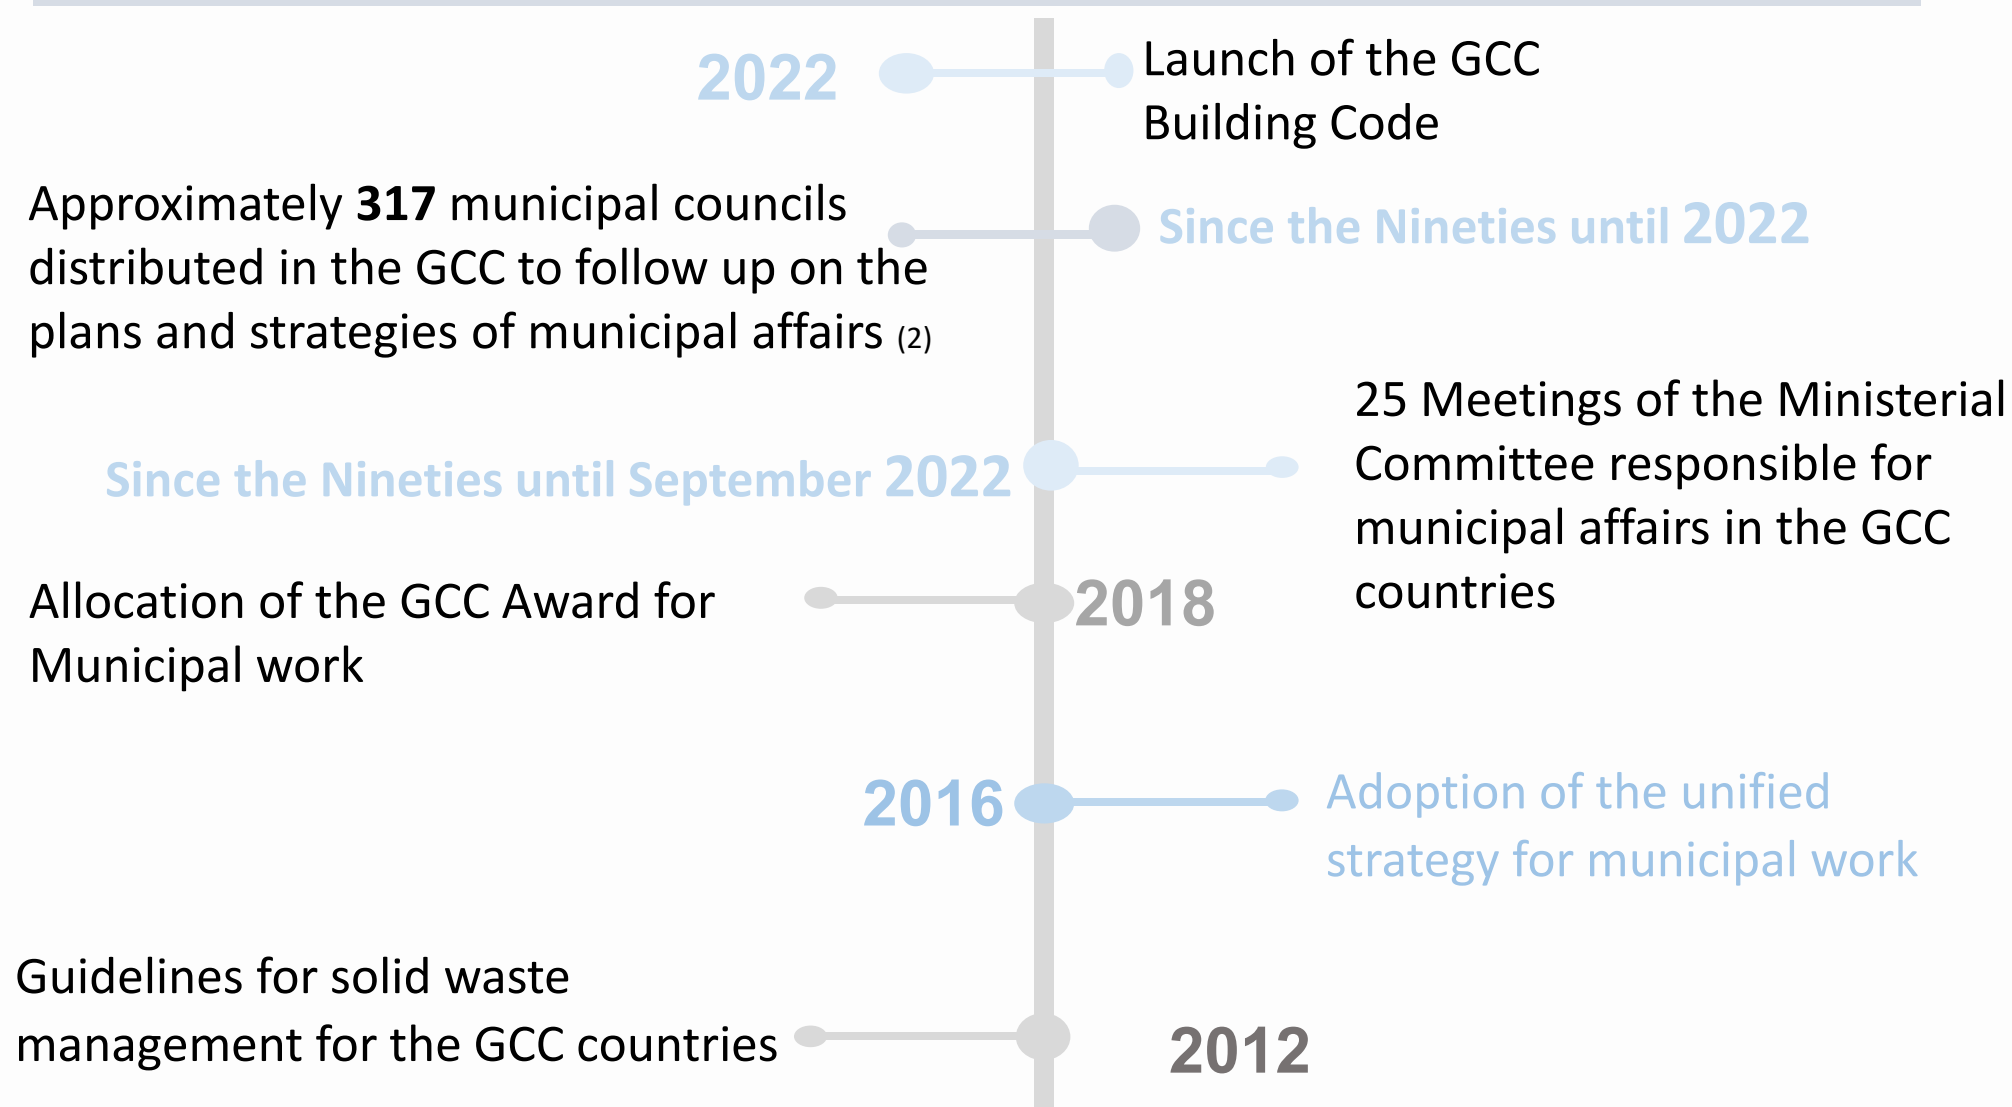 2022
Launch of the GCC
Building Code
Approximately 317 municipal councils
distributed in the GCC to follow up on the
plans and strategies of municipal affairs (2)
Since the Nineties until 2022
Since the Nineties until September 2022
25 Meetings of the Ministerial
Committee responsible for
municipal affairs in the GCC
countries
Allocation of the GCC Award for
Municipal work
2018
2016
Adoption of the unified
strategy for municipal work
Guidelines for solid waste
management for the GCC countries
2012